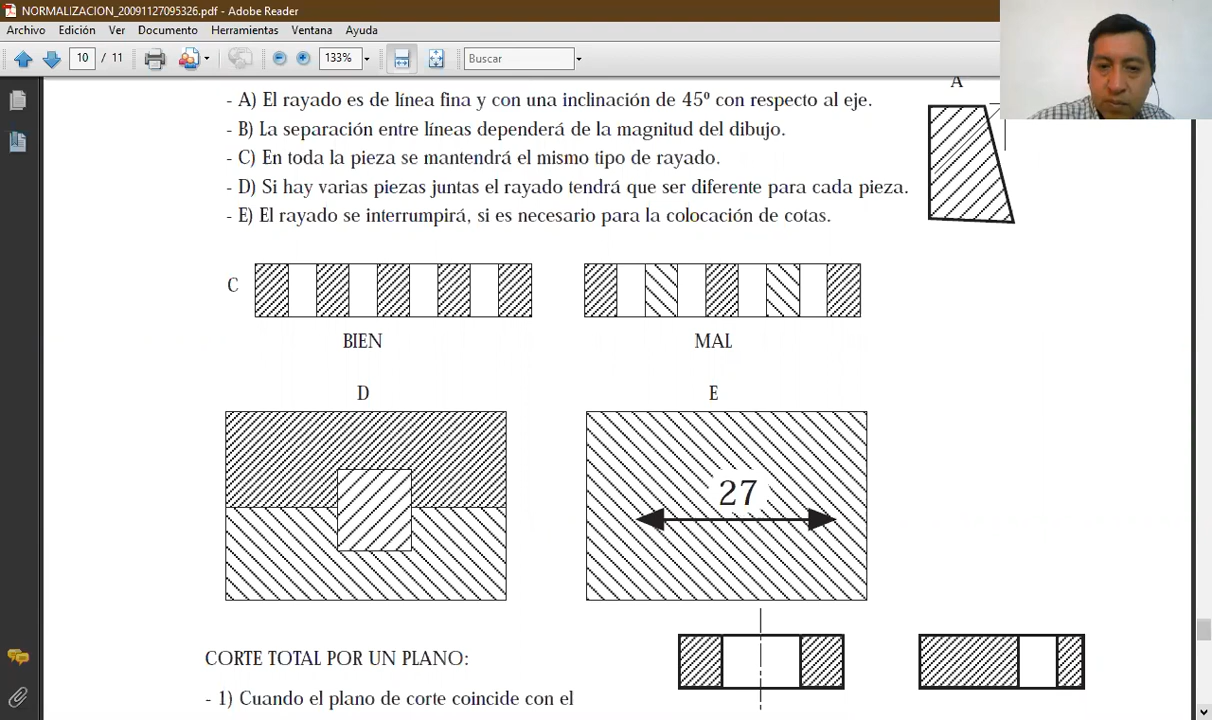 NORMALIZACION_20091127095326.pdf - Adobe Reader
Archivo Edición Ver Documento Herramientas Ventana Ayuda
10 / 11 133% Buscar
A
- A) El rayado es de línea fina y con una inclinación de 45º con respecto al eje.
- B) La separación entre líneas dependerá de la magnitud del dibujo.
- C) En toda la pieza se mantendrá el mismo tipo de rayado.
- D) Si hay varias piezas juntas el rayado tendrá que ser diferente para cada pieza.
- E) El rayado se interrumpirá, si es necesario para la colocación de cotas.
C
BIEN MAL
D E
27
CORTE TOTAL POR UN PLANO:
- 1) Cuando el plano de corte coincide con el